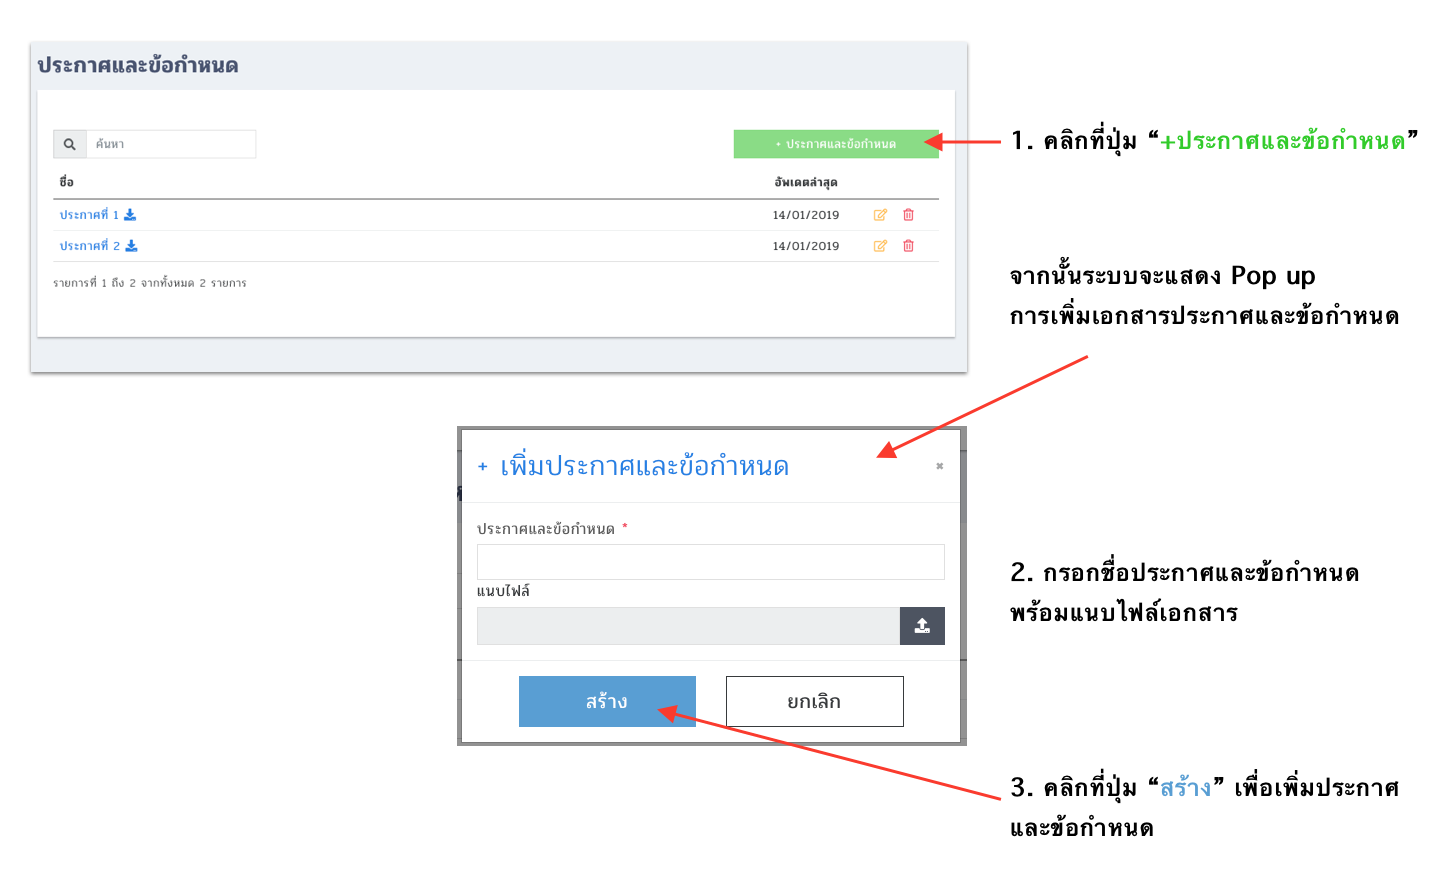 ประกาศและข้อกำหนด
ค้นหา
+ ประกาศและข้อกำหนด
ชื่อ อัพเดตล่าสุด
ประกาศที่ 1 14/01/2019
ประกาศที่ 2 14/01/2019
รายการที่ 1 ถึง 2 จากทั้งหมด 2 รายการ
1. คลิกที่ปุ่ม “+ประกาศและข้อกำหนด”
จากนั้นระบบจะแสดง Pop up
การเพิ่มเอกสารประกาศและข้อกำหนด
+ เพิ่มประกาศและข้อกำหนด ×
ประกาศและข้อกำหนด *
แนบไฟล์
สร้าง ยกเลิก
2. กรอกชื่อประกาศและข้อกำหนด
พร้อมแนบไฟล์เอกสาร
3. คลิกที่ปุ่ม “สร้าง” เพื่อเพิ่มประกาศ
และข้อกำหนด